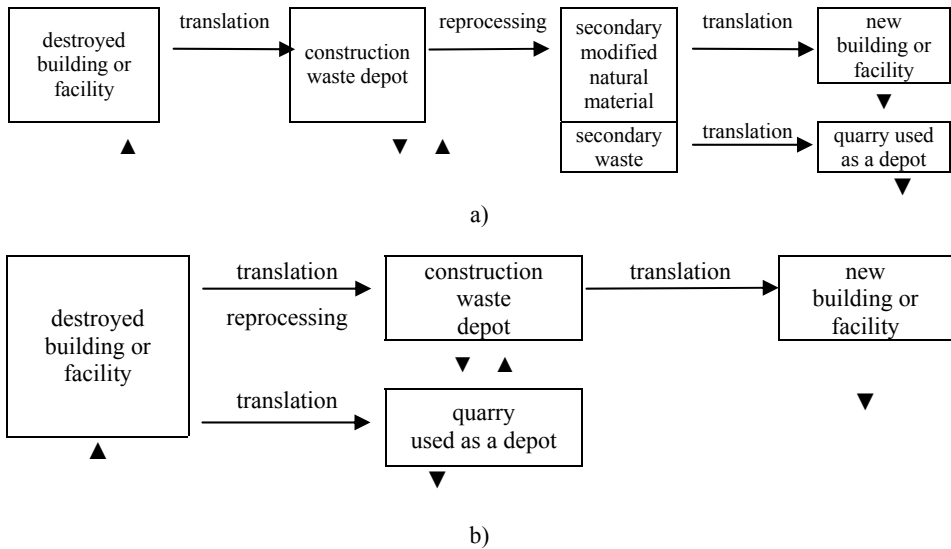 destroyed
building or
facility
translation
construction
waste depot
reprocessing
secondary
modified
natural
material
translation
new
building or
facility
secondary
waste
translation
quarry used
as a depot
a)
destroyed
building or
facility
translation
reprocessing
construction
waste
depot
translation
new
building or
facility
translation
quarry
used as a depot
b)